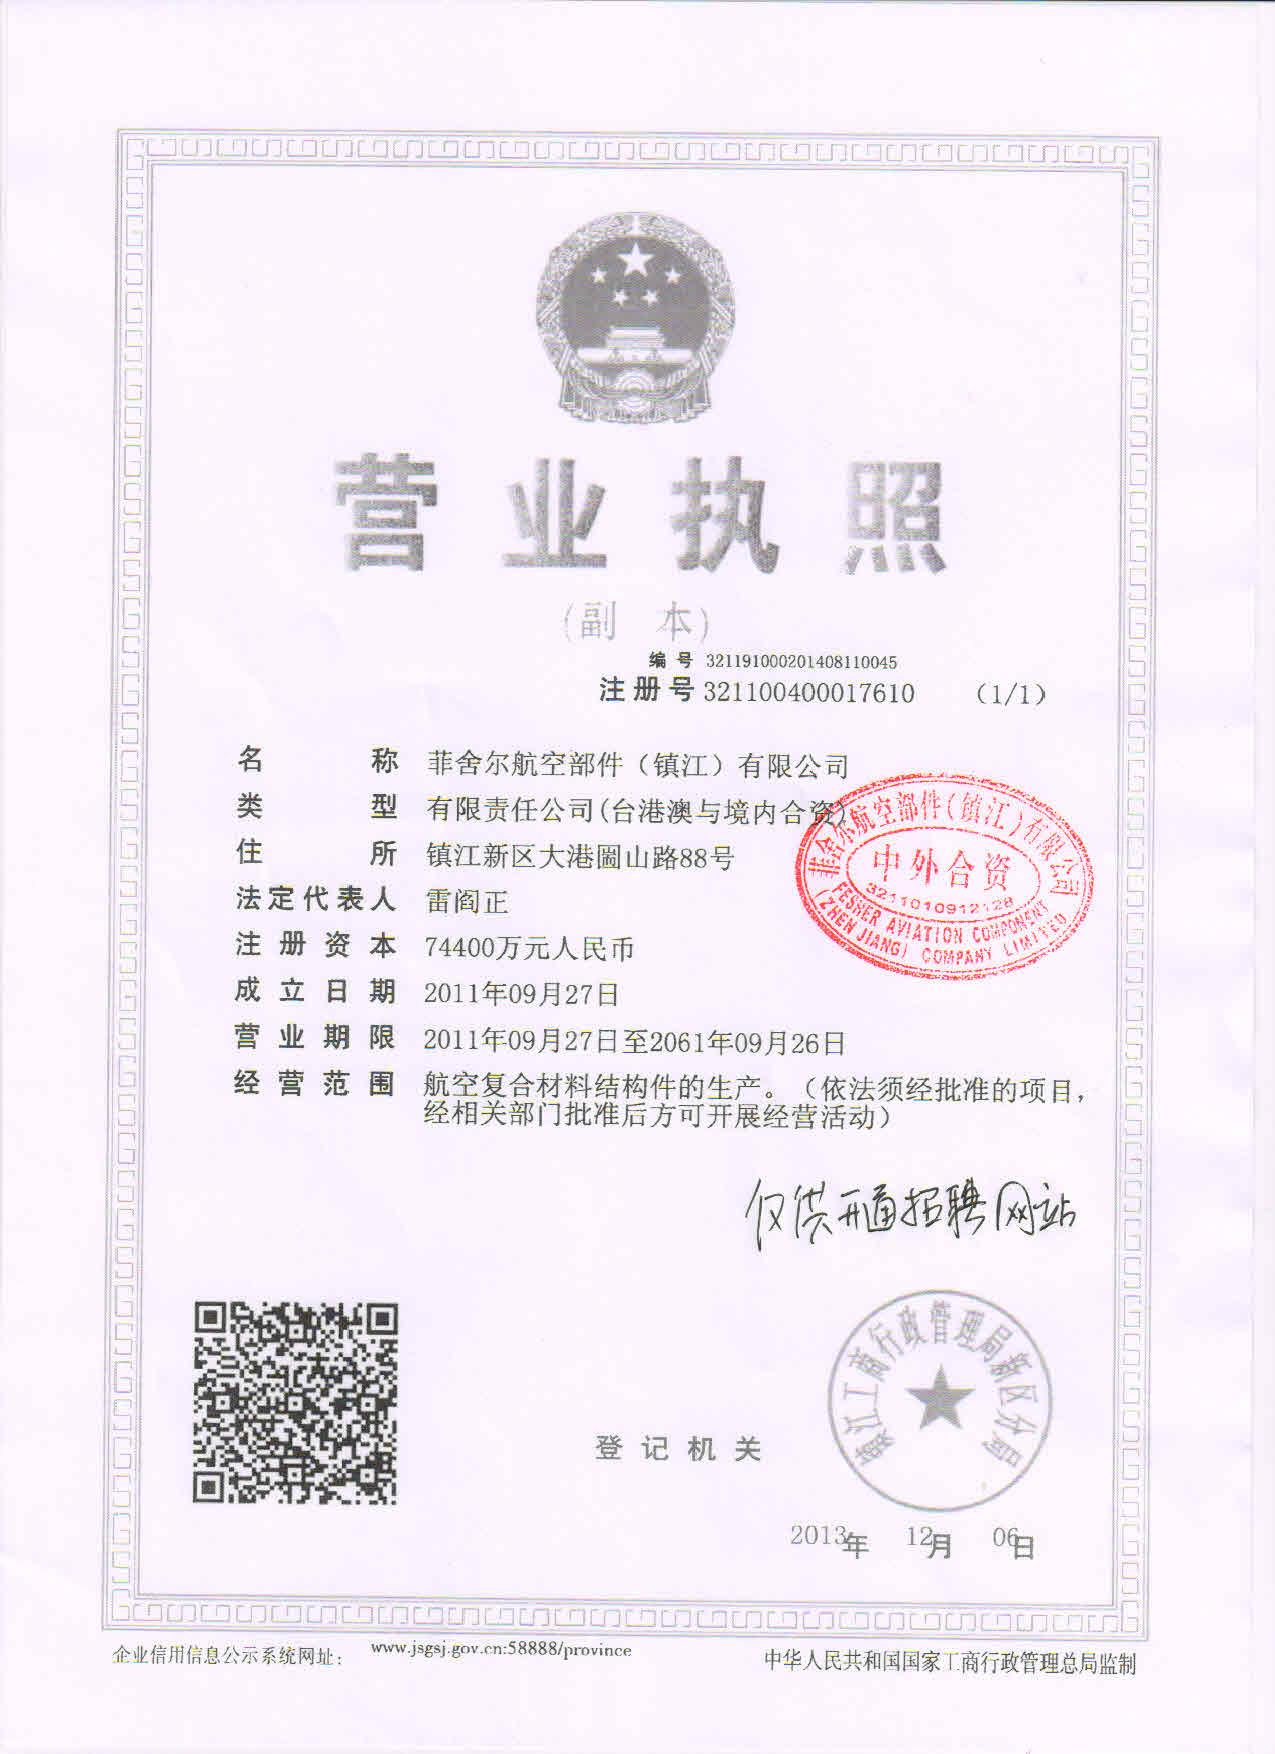 营业执照
(副 本)
编 号 321191000201408110045
注 册 号 321100400017610 （1/1）
名 称 菲舍尔航空部件（镇江）有限公司
类 型 有限责任公司(台港澳与境内合资)
住 所 镇江新区大港圌山路88号
法定代表人 雷阎正
注册资本 74400万元人民币
成立日期 2011年09月27日
营业期限 2011年09月27日至2061年09月26日
经营范围 航空复合材料结构件的生产。（依法须经批准的项目，
经相关部门批准后方可开展经营活动）
菲舍尔航空部件(镇江)有限公司
中外合资
3211010912128
FESHER AVIATION COMPONENT
(ZHEN JIANG) COMPANY LIMITED
仅供开通招聘网站
镇江工商行政管理局新区分局
登 记 机 关
2013年 12月 06日
企业信用信息公示系统网址： www.jsgsj.gov.cn:58888/province
中华人民共和国国家工商行政管理总局监制